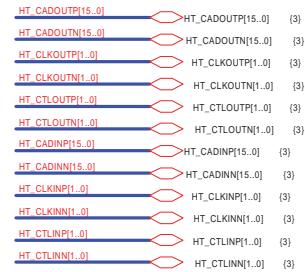 HT_CADOUTP[15..0] HT_CADOUTP[15..0] {3}
HT_CADOUTN[15..0] HT_CADOUTN[15..0] {3}
HT_CLKOUTP[1..0] HT_CLKOUTP[1..0] {3}
HT_CLKOUTN[1..0] HT_CLKOUTN[1..0] {3}
HT_CTLOUTP[1..0] HT_CTLOUTP[1..0] {3}
HT_CTLOUTN[1..0] HT_CTLOUTN[1..0] {3}
HT_CADINP[15..0] HT_CADINP[15..0] {3}
HT_CADINN[15..0] HT_CADINN[15..0] {3}
HT_CLKINP[1..0] HT_CLKINP[1..0] {3}
HT_CLKINN[1..0] HT_CLKINN[1..0] {3}
HT_CTLINP[1..0] HT_CTLINP[1..0] {3}
HT_CTLINN[1..0] HT_CTLINN[1..0] {3}